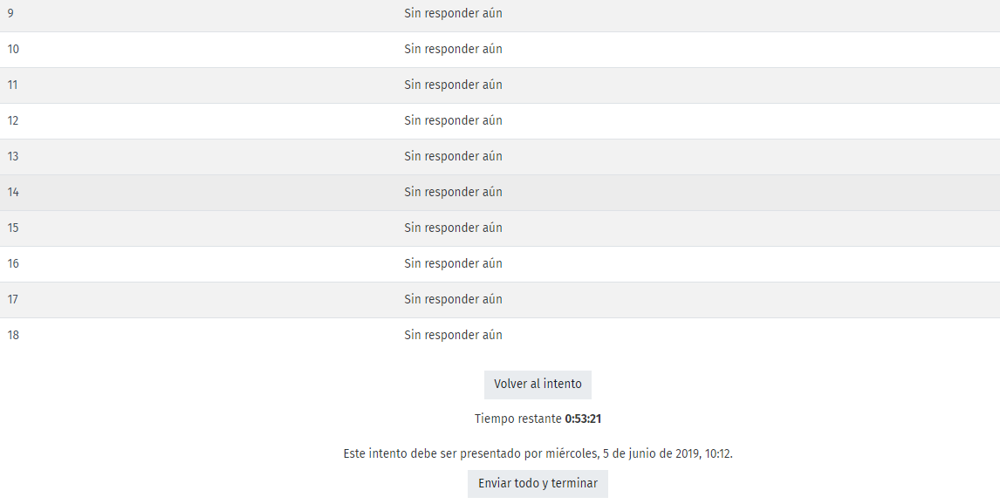 9 Sin responder aún
10 Sin responder aún
11 Sin responder aún
12 Sin responder aún
13 Sin responder aún
14 Sin responder aún
15 Sin responder aún
16 Sin responder aún
17 Sin responder aún
18 Sin responder aún
Volver al intento
Tiempo restante 0:53:21
Este intento debe ser presentado por miércoles, 5 de junio de 2019, 10:12.
Enviar todo y terminar